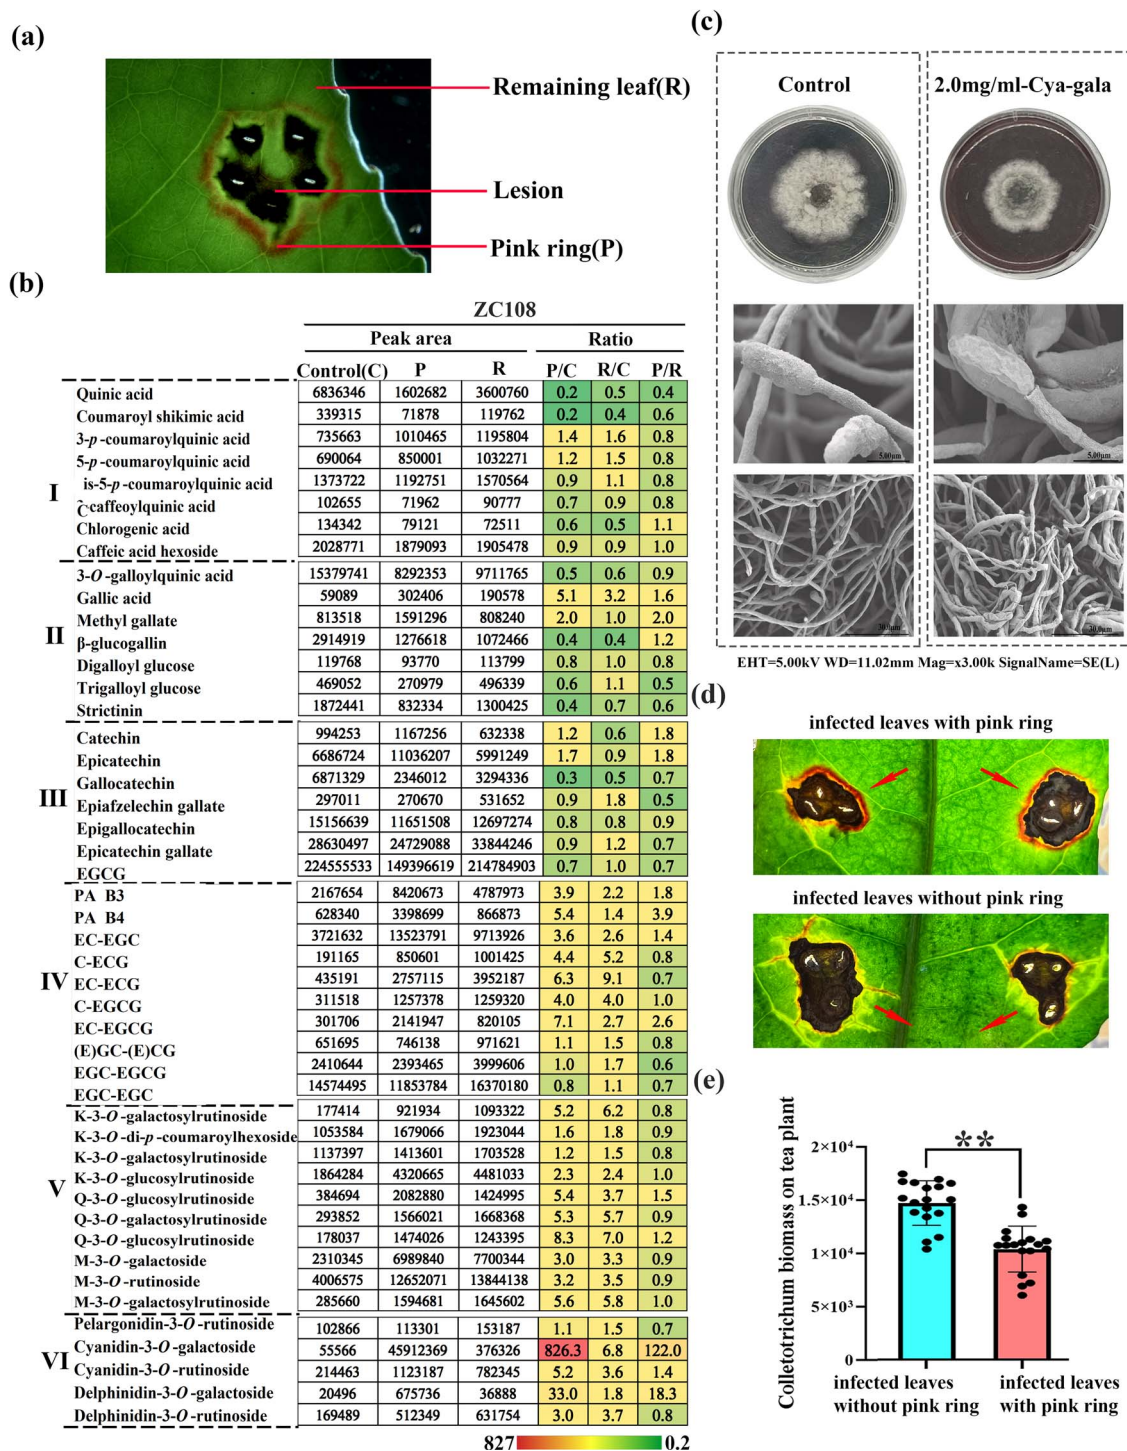 (a)
Remaining leaf(R)
Lesion
Pink ring(P)
(b)
ZC108
Peak area Ratio
Control(C) P R P/C R/C P/R
I
Quinic acid 6836346 1602682 3600760 0.2 0.5 0.4
Coumaroyl shikimic acid 339315 71878 119762 0.2 0.4 0.6
3-p-coumaroylquinic acid 735663 1010465 1195804 1.4 1.6 0.8
5-p-coumaroylquinic acid 690064 850001 1032271 1.2 1.5 0.8
is-5-p-coumaroylquinic acid 1373722 1192751 1570564 0.9 1.1 0.8
C-caffeoylquinic acid 102655 71962 90777 0.7 0.9 0.8
Chlorogenic acid 134342 79121 72511 0.6 0.5 1.1
Caffeic acid hexoside 2028771 1879093 1905478 0.9 0.9 1.0
II
3-O-galloylquinic acid 15379741 8292353 9711765 0.5 0.6 0.9
Gallic acid 59089 302406 190578 5.1 3.2 1.6
Methyl gallate 813518 1591296 808240 2.0 1.0 2.0
β-glucogallin 2914919 1276618 1072466 0.4 0.4 1.2
Digalloyl glucose 119768 93770 113799 0.8 1.0 0.8
Trigalloyl glucose 469052 270979 496339 0.6 1.1 0.5
Strictinin 1872441 832334 1300425 0.4 0.7 0.6
III
Catechin 994253 1167256 632338 1.2 0.6 1.8
Epicatechin 6686724 11036207 5991249 1.7 0.9 1.8
Gallocatechin 6871329 2346012 3294336 0.3 0.5 0.7
Epiafzelechin gallate 297011 270670 531652 0.9 1.8 0.5
Epigallocatechin 15156639 11651508 12697274 0.8 0.8 0.9
Epicatechin gallate 28630497 24729088 33844246 0.9 1.2 0.7
EGCG 224555533 149396619 214784903 0.7 1.0 0.7
IV
PA B3 2167654 8420673 4787973 3.9 2.2 1.8
PA B4 628340 3398699 866873 5.4 1.4 3.9
EC-EGC 3721632 13523791 9713926 3.6 2.6 1.4
C-ECG 191165 850601 1001425 4.4 5.2 0.8
EC-ECG 435191 2757115 3952187 6.3 9.1 0.7
C-EGCG 311518 1257378 1259320 4.0 4.0 1.0
EC-EGCG 301706 2141947 820105 7.1 2.7 2.6
(E)GC-(E)CG 651695 746138 971621 1.1 1.5 0.8
EGC-EGCG 2410644 2393465 3999606 1.0 1.7 0.6
EGC-EGC 14574495 11853784 16370180 0.8 1.1 0.7
V
K-3-O-galactosylrutinoside 177414 921934 1093322 5.2 6.2 0.8
K-3-O-di-p-coumaroylhexoside 1053584 1679066 1923044 1.6 1.8 0.9
K-3-O-galactosylrutinoside 1137397 1413601 1703528 1.2 1.5 0.8
K-3-O-glucosylrutinoside 1864284 4320665 4481033 2.3 2.4 1.0
Q-3-O-glucosylrutinoside 384694 2082880 1424995 5.4 3.7 1.5
Q-3-O-galactosylrutinoside 293852 1566021 1668368 5.3 5.7 0.9
Q-3-O-glucosylrutinoside 178037 1474026 1243395 8.3 7.0 1.2
M-3-O-galactoside 2310345 6989840 7700344 3.0 3.3 0.9
M-3-O-rutinoside 4006575 12652071 13844138 3.2 3.5 0.9
M-3-O-galactosylrutinoside 285660 1594681 1645602 5.6 5.8 1.0
VI
Pelargonidin-3-O-rutinoside 102866 113301 153187 1.1 1.5 0.7
Cyanidin-3-O-galactoside 55566 45912369 376326 826.3 6.8 122.0
Cyanidin-3-O-rutinoside 214463 1123187 782345 5.2 3.6 1.4
Delphinidin-3-O-galactoside 20496 675736 36888 33.0 1.8 18.3
Delphinidin-3-O-rutinoside 169489 512349 631754 3.0 3.7 0.8
827 0.2
(c)
Control 2.0mg/ml-Cya-gala
5.00μm 5.00μm
30.0μm 30.0μm
EHT=5.00kV WD=11.02mm Mag=x3.00k SignalName=SE(L)
(d)
infected leaves with pink ring
infected leaves without pink ring
(e)
Colletotrichum biomass on tea plant
2×10⁴
1.5×10⁴
1×10⁴
5×10³
0
**
infected leaves without pink ring
infected leaves with pink ring